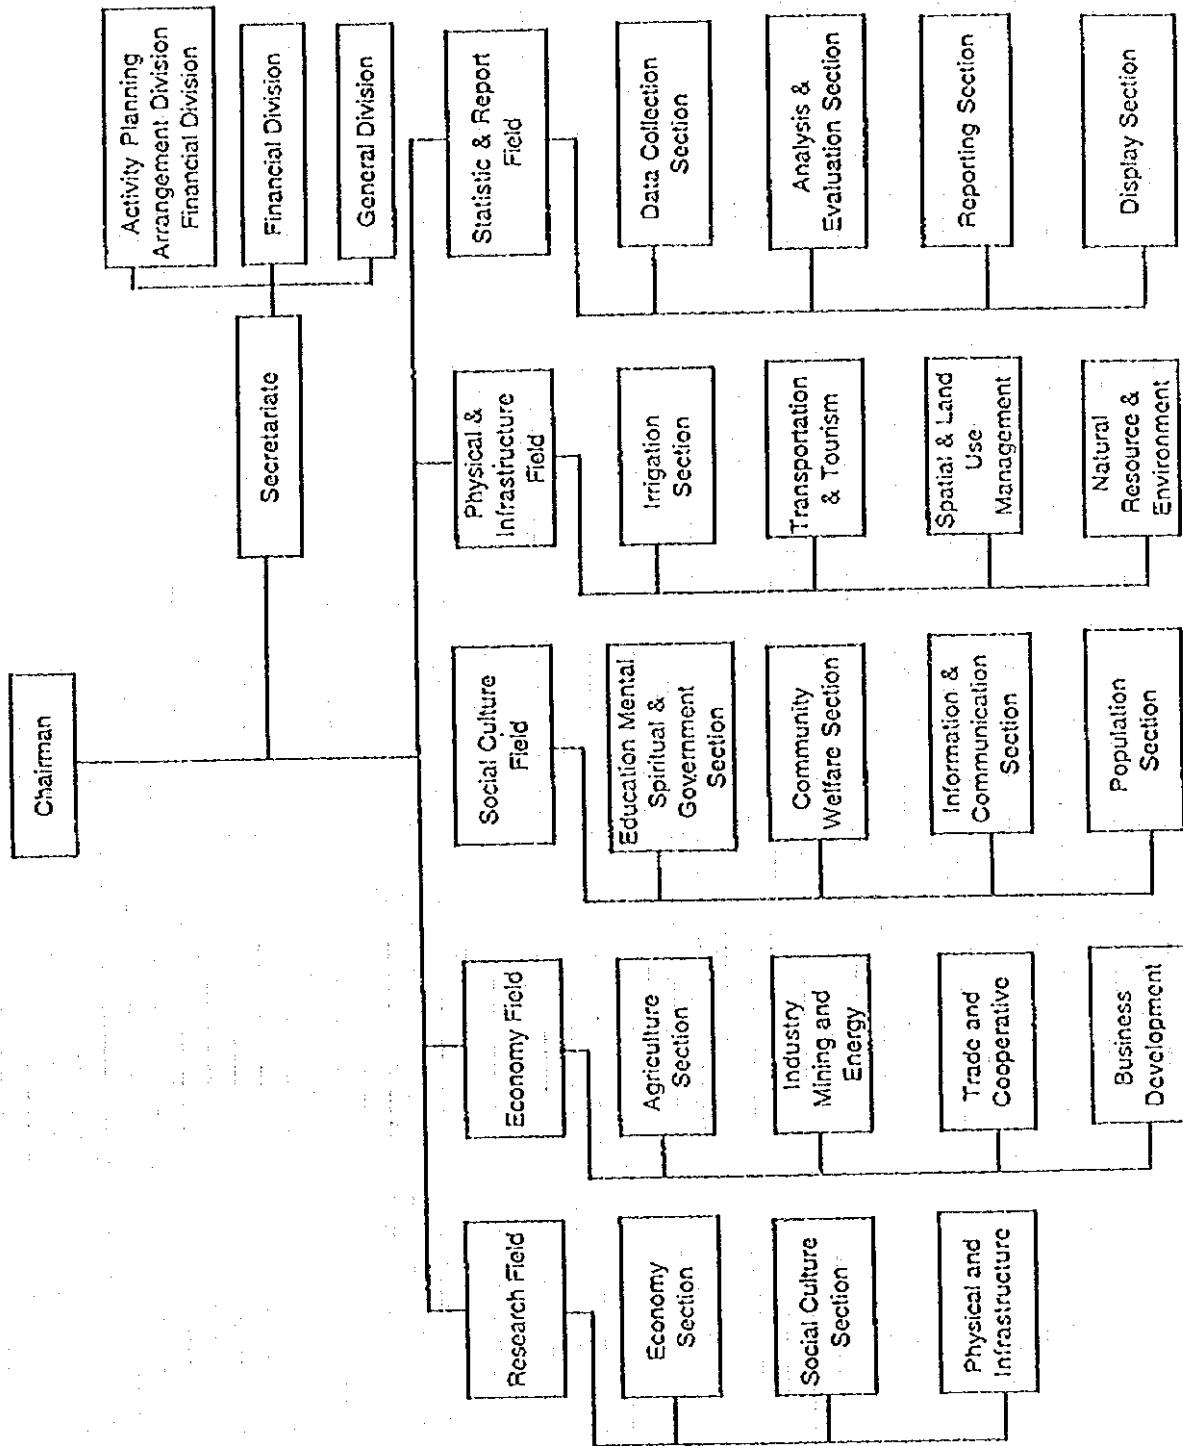 Chairman
Secretariate
Activity Planning
Arrangement Division
Financial Division
Financial Division
General Division
Research Field
Economy Field
Social Culture
Field
Physical &
Infrastructure
Field
Statistic & Report
Field
Economy
Section
Social Culture
Section
Physical and
Infrastructure
Agriculture
Section
Industry
Mining and
Energy
Trade and
Cooperative
Business
Development
Education Mental
Spiritual &
Government
Section
Community
Welfare Section
Information &
Communication
Section
Population
Section
Irrigation
Section
Transportation
& Tourism
Spatial & Land
Use
Management
Natural
Resource &
Environment
Data Collection
Section
Analysis &
Evaluation Section
Reporting Section
Display Section